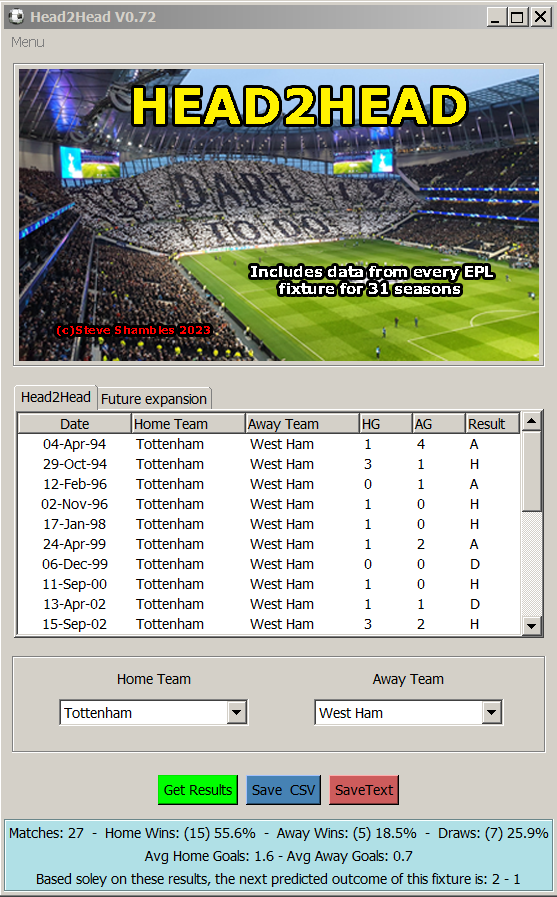 Head2Head V0.72
Menu
HEAD2HEAD
DARE
TO DO
Includes data from every EPL
fixture for 31 seasons
(c)Steve Shambles 2023
Head2Head Future expansion
Date Home Team Away Team HG AG Result
04-Apr-94 Tottenham West Ham 1 4 A
29-Oct-94 Tottenham West Ham 3 1 H
12-Feb-96 Tottenham West Ham 0 1 A
02-Nov-96 Tottenham West Ham 1 0 H
17-Jan-98 Tottenham West Ham 1 0 H
24-Apr-99 Tottenham West Ham 1 2 A
06-Dec-99 Tottenham West Ham 0 0 D
11-Sep-00 Tottenham West Ham 1 0 H
13-Apr-02 Tottenham West Ham 1 1 D
15-Sep-02 Tottenham West Ham 3 2 H
Home Team Away Team
Tottenham West Ham
Get Results Save CSV SaveText
Matches: 27 - Home Wins: (15) 55.6% - Away Wins: (5) 18.5% - Draws: (7) 25.9%
Avg Home Goals: 1.6 - Avg Away Goals: 0.7
Based soley on these results, the next predicted outcome of this fixture is: 2 - 1